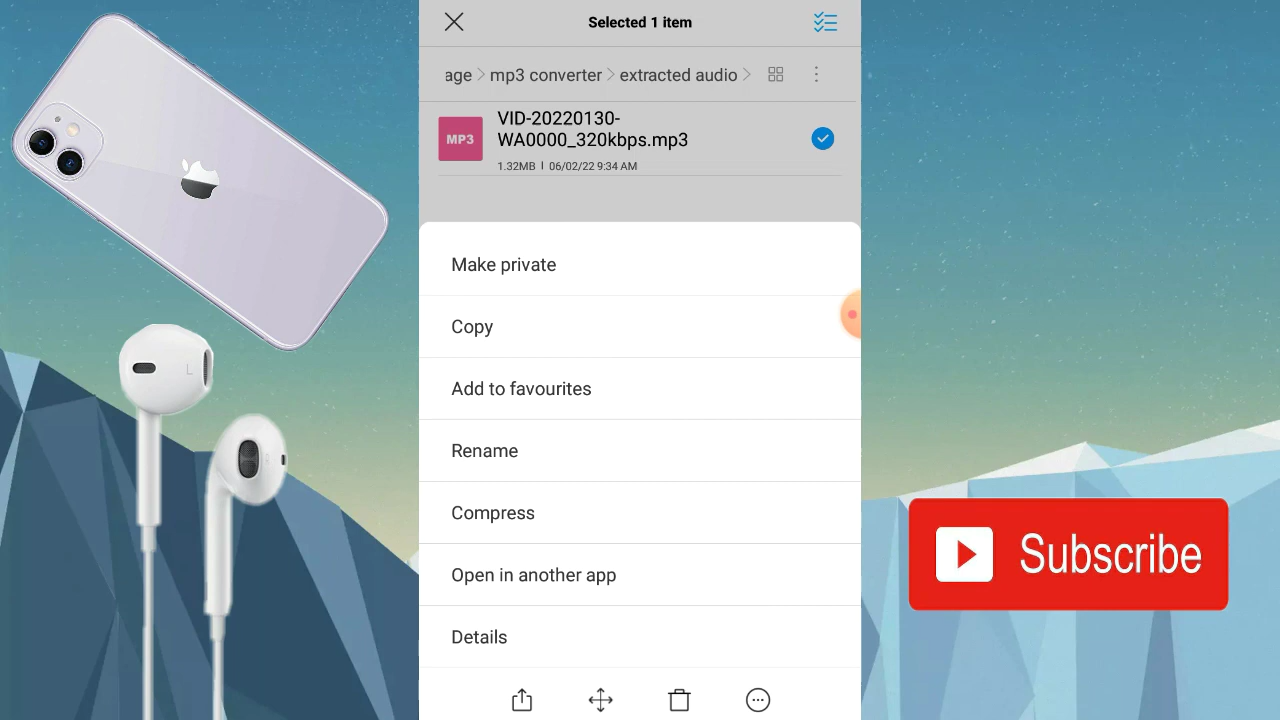 Selected 1 item
age > mp3 converter > extracted audio >
MP3
VID-20220130-
WA0000_320kbps.mp3
1.32MB | 06/02/22 9:34 AM
Make private
Copy
Add to favourites
Rename
Compress
Open in another app
Details
L
Subscribe